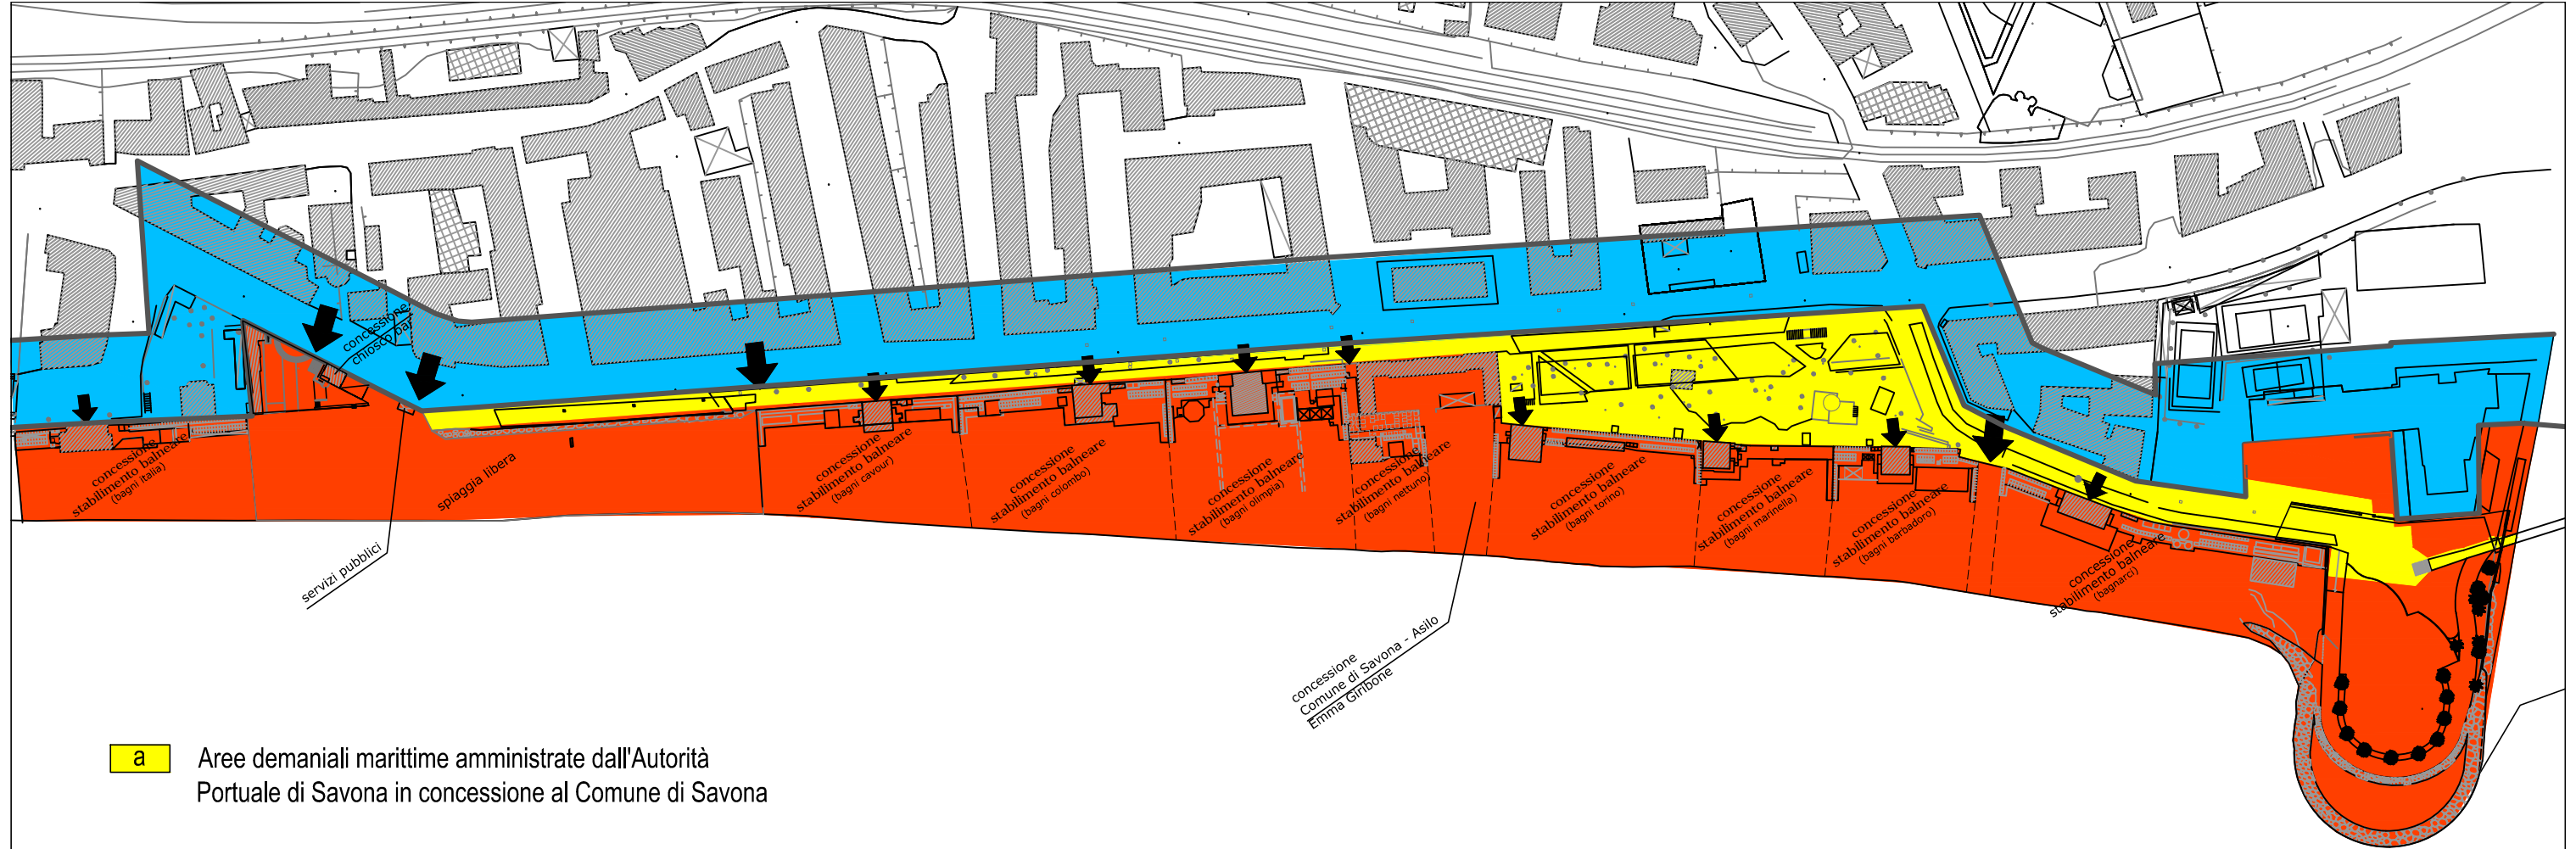 concessione
chiosco bar
concessione
stabilimento balneare
(bagni italia)
spiaggia libera
servizi pubblici
concessione
stabilimento balneare
(bagni cavour)
concessione
stabilimento balneare
(bagni colombo)
concessione
stabilimento balneare
(bagni olimpia)
concessione
stabilimento balneare
(bagni nettuno)
concessione
Comune di Savona - Asilo
Emma Giribone
concessione
stabilimento balneare
(bagni torino)
concessione
stabilimento balneare
(bagni marinella)
concessione
stabilimento balneare
(bagni barbadoro)
concessione
stabilimento balneare
(bagnarci)
a Aree demaniali marittime amministrate dall'Autorità
Portuale di Savona in concessione al Comune di Savona